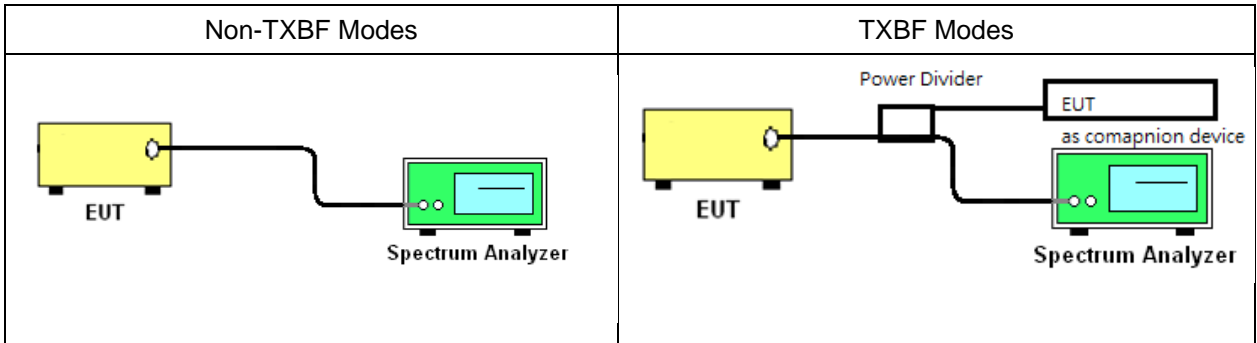 Non-TXBF Modes
TXBF Modes
EUT
Spectrum Analyzer
Power Divider
EUT
as comapnion device
EUT
Spectrum Analyzer